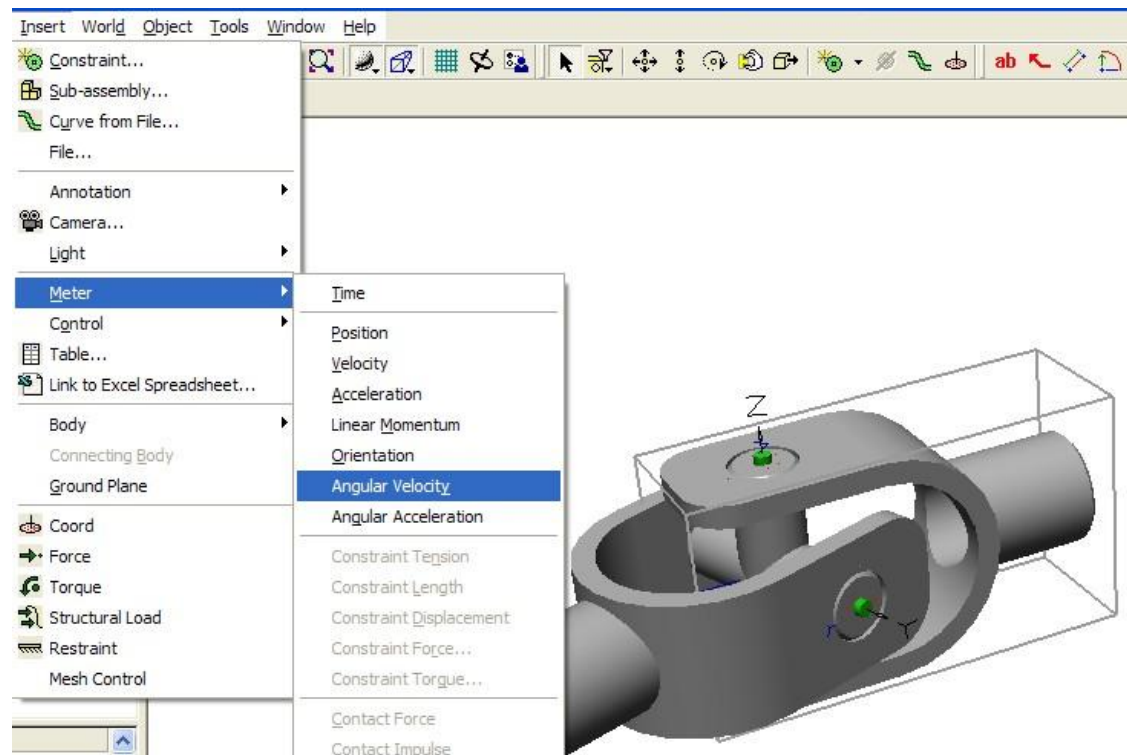 Insert World Object Tools Window Help
Constraint...
Sub-assembly...
Curve from File...
File...
Annotation
Camera...
Light
Meter
Control
Table...
Link to Excel Spreadsheet...
Body
Connecting Body
Ground Plane
Coord
Force
Torque
Structural Load
Restraint
Mesh Control
Time
Position
Velocity
Acceleration
Linear Momentum
Orientation
Angular Velocity
Angular Acceleration
Constraint Tension
Constraint Length
Constraint Displacement
Constraint Force...
Constraint Torque...
Contact Force
Contact Impulse
ab
Z
Y